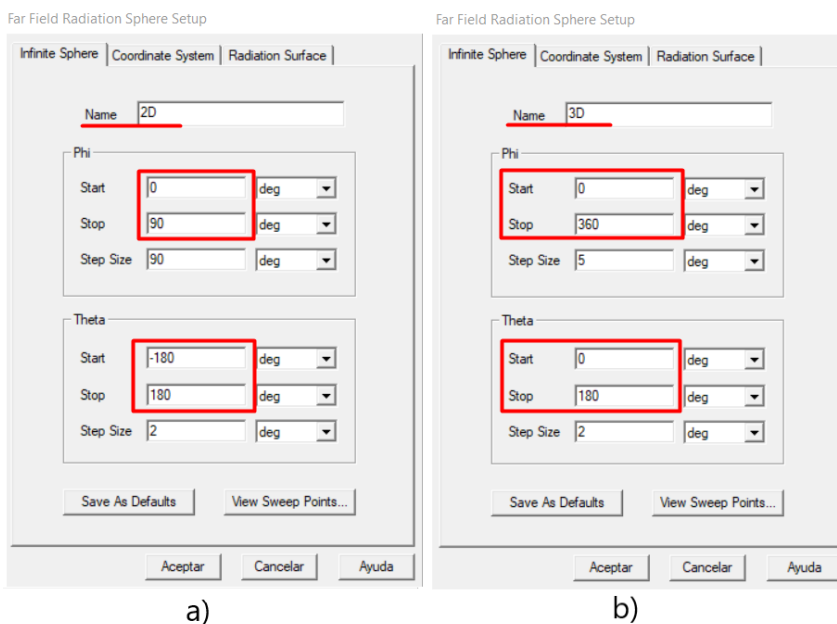 Far Field Radiation Sphere Setup
Infinite Sphere Coordinate System Radiation Surface
Name 2D
Phi
Start 0 deg
Stop 90 deg
Step Size 90 deg
Theta
Start -180 deg
Stop 180 deg
Step Size 2 deg
Save As Defaults View Sweep Points...
Aceptar Cancelar Ayuda
a)
Far Field Radiation Sphere Setup
Infinite Sphere Coordinate System Radiation Surface
Name 3D
Phi
Start 0 deg
Stop 360 deg
Step Size 5 deg
Theta
Start 0 deg
Stop 180 deg
Step Size 2 deg
Save As Defaults View Sweep Points...
Aceptar Cancelar Ayuda
b)